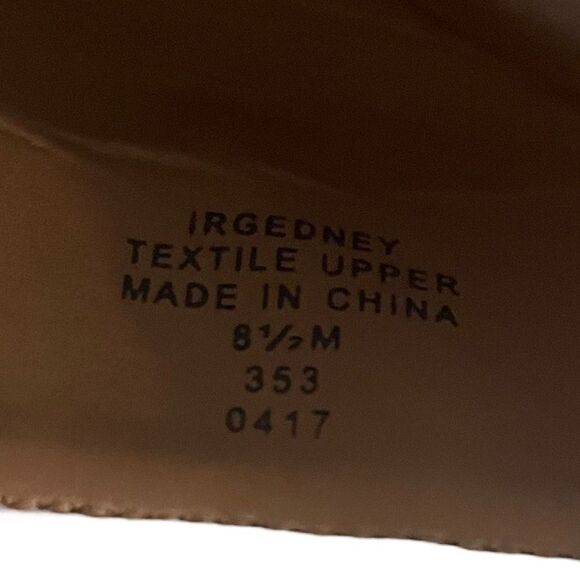 IRGEDNEY
TEXTILE UPPER
MADE IN CHINA
8½M
353
0417